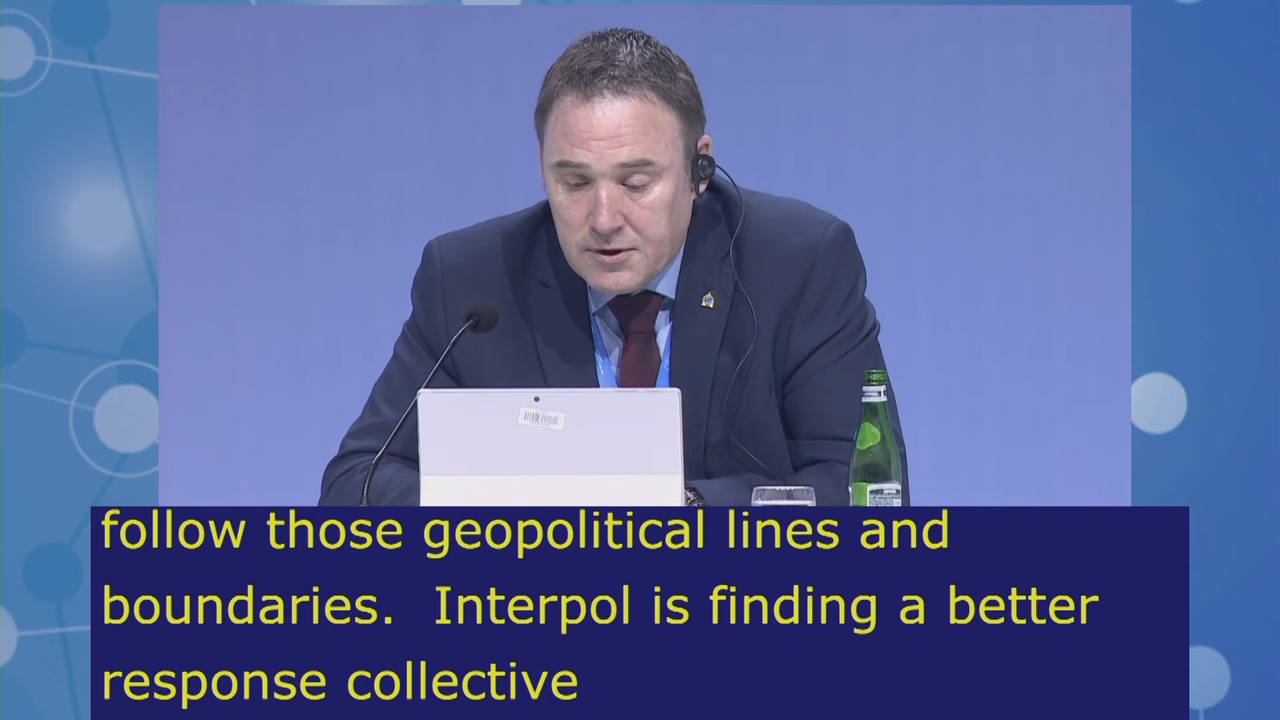 follow those geopolitical lines and
boundaries.  Interpol is finding a better
response collective